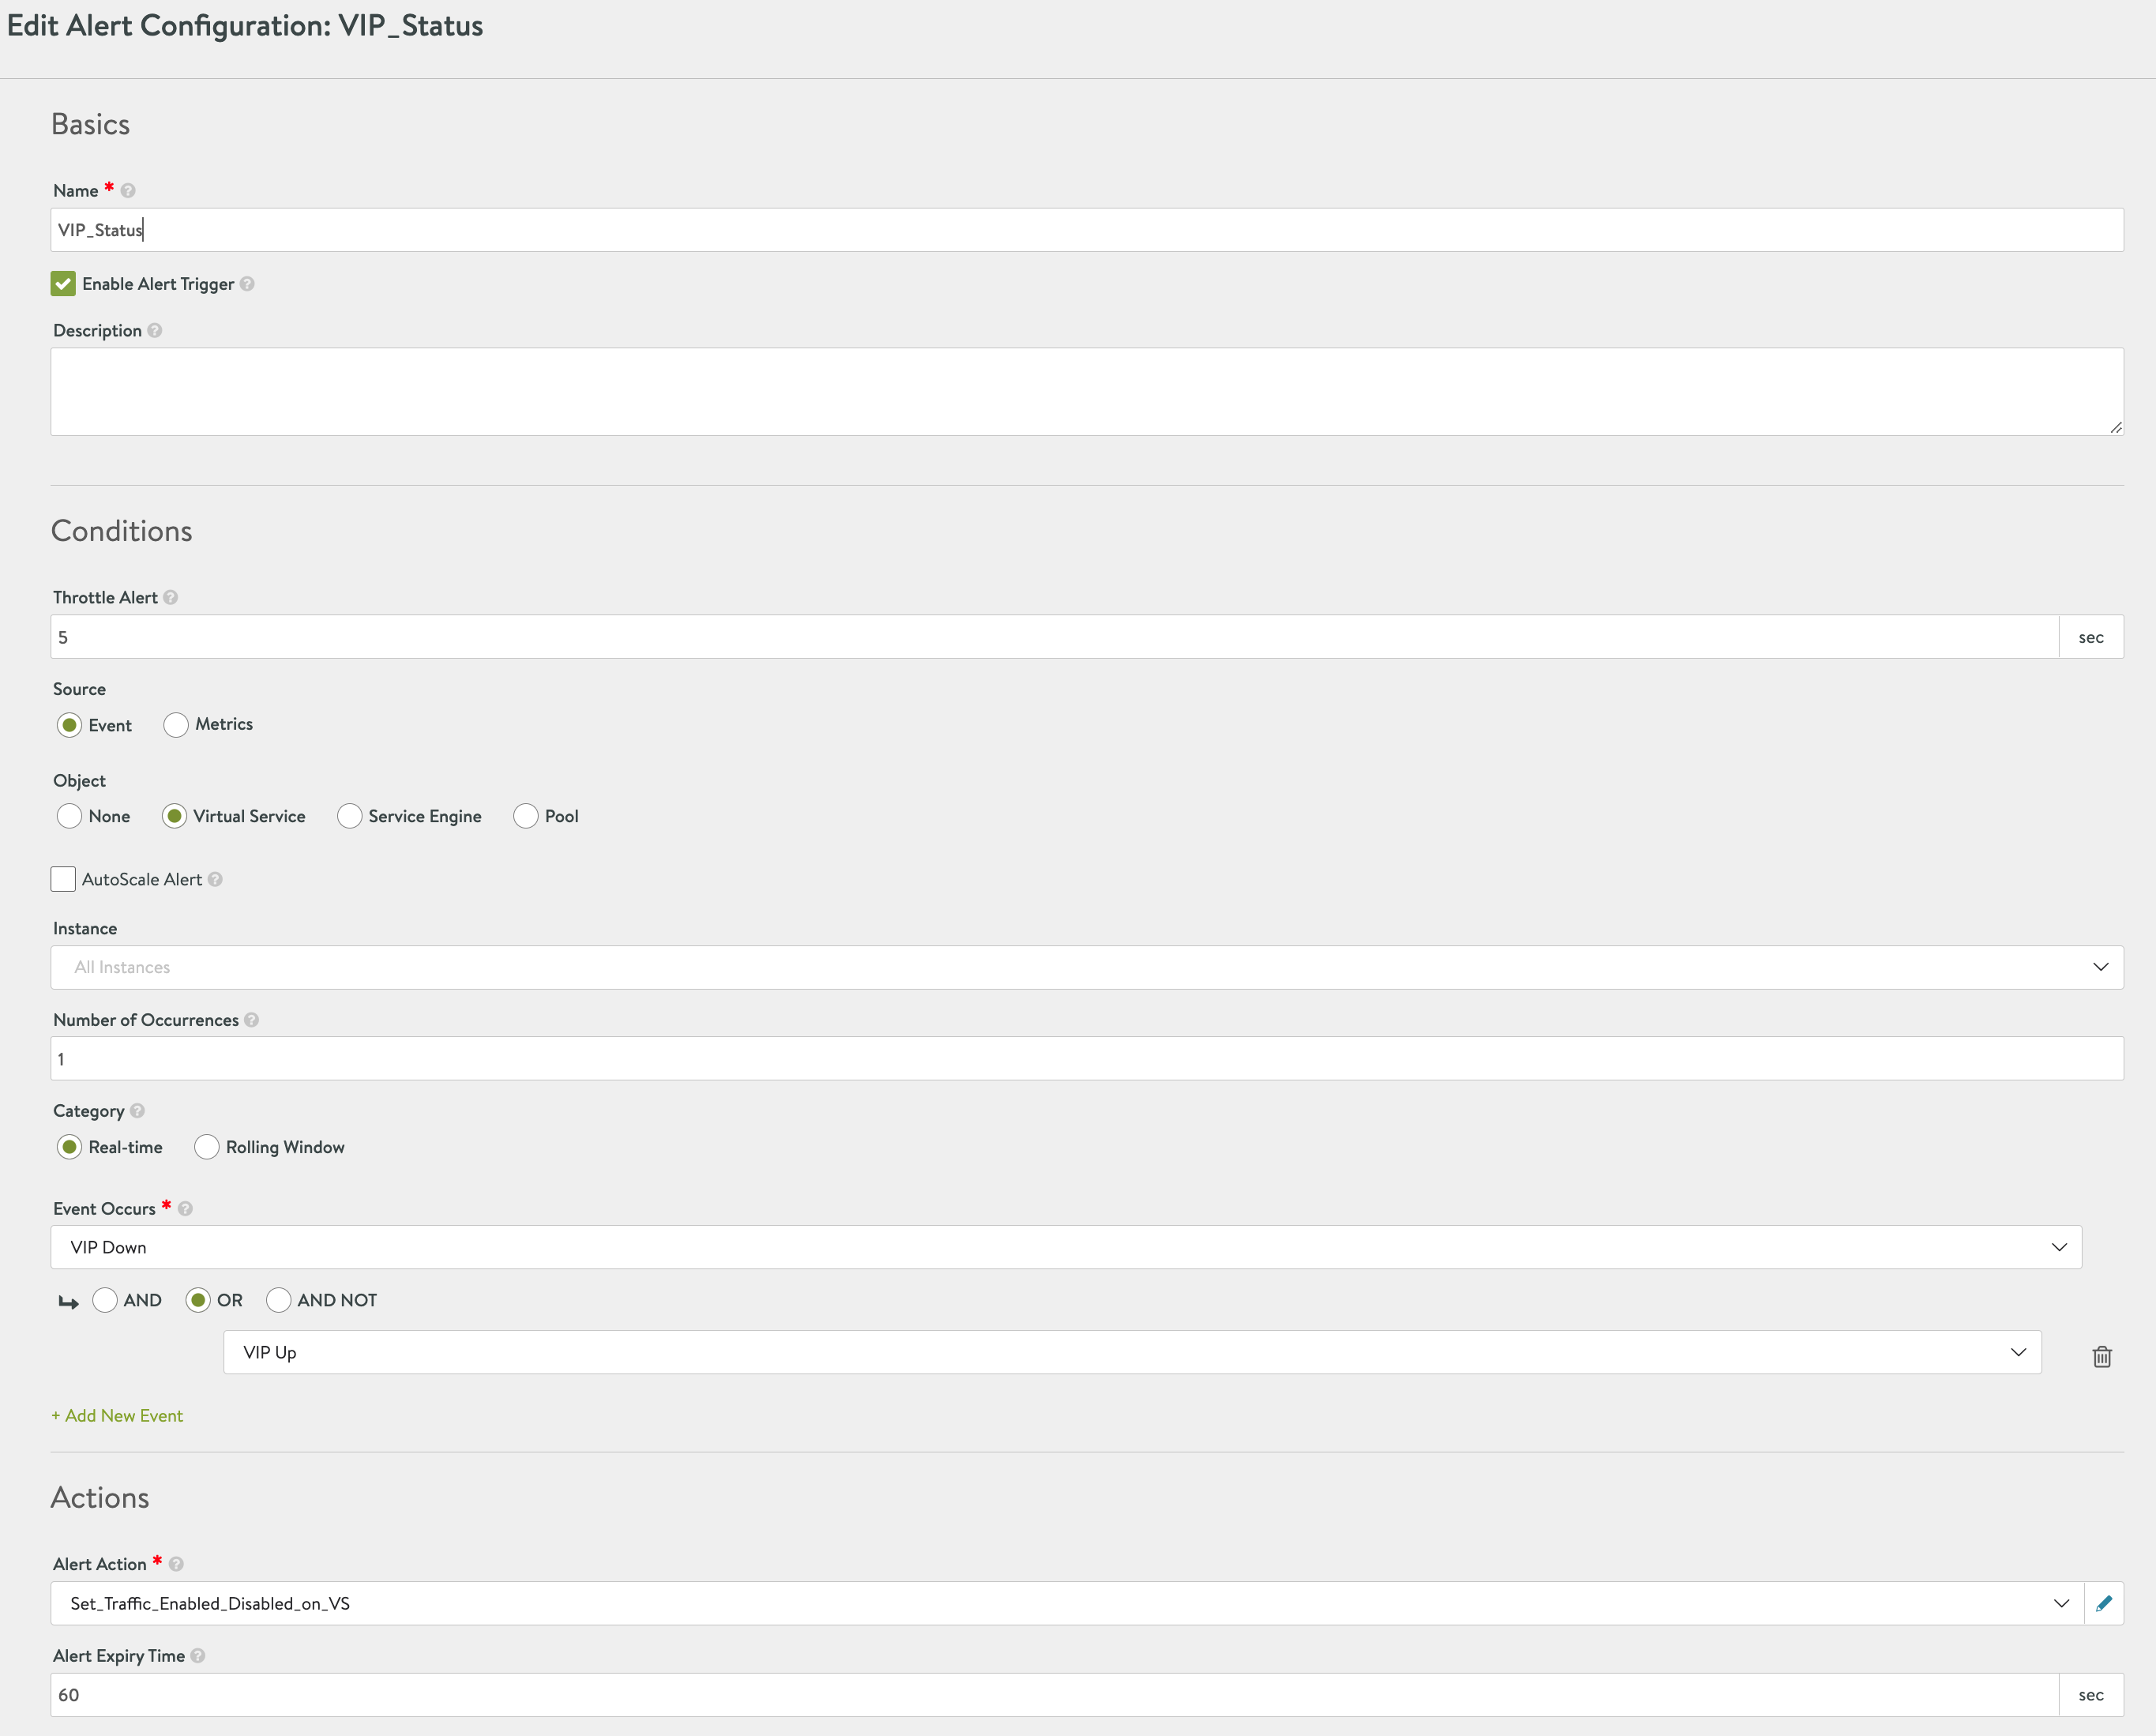 Edit Alert Configuration: VIP_Status
Basics
Name * ?
VIP_Status
Enable Alert Trigger ?
Description ?
Conditions
Throttle Alert ?
5 sec
Source
Event Metrics
Object
None Virtual Service Service Engine Pool
AutoScale Alert ?
Instance
All Instances
Number of Occurrences ?
1
Category ?
Real-time Rolling Window
Event Occurs * ?
VIP Down
AND OR AND NOT
VIP Up
+ Add New Event
Actions
Alert Action * ?
Set_Traffic_Enabled_Disabled_on_VS
Alert Expiry Time ?
60 sec